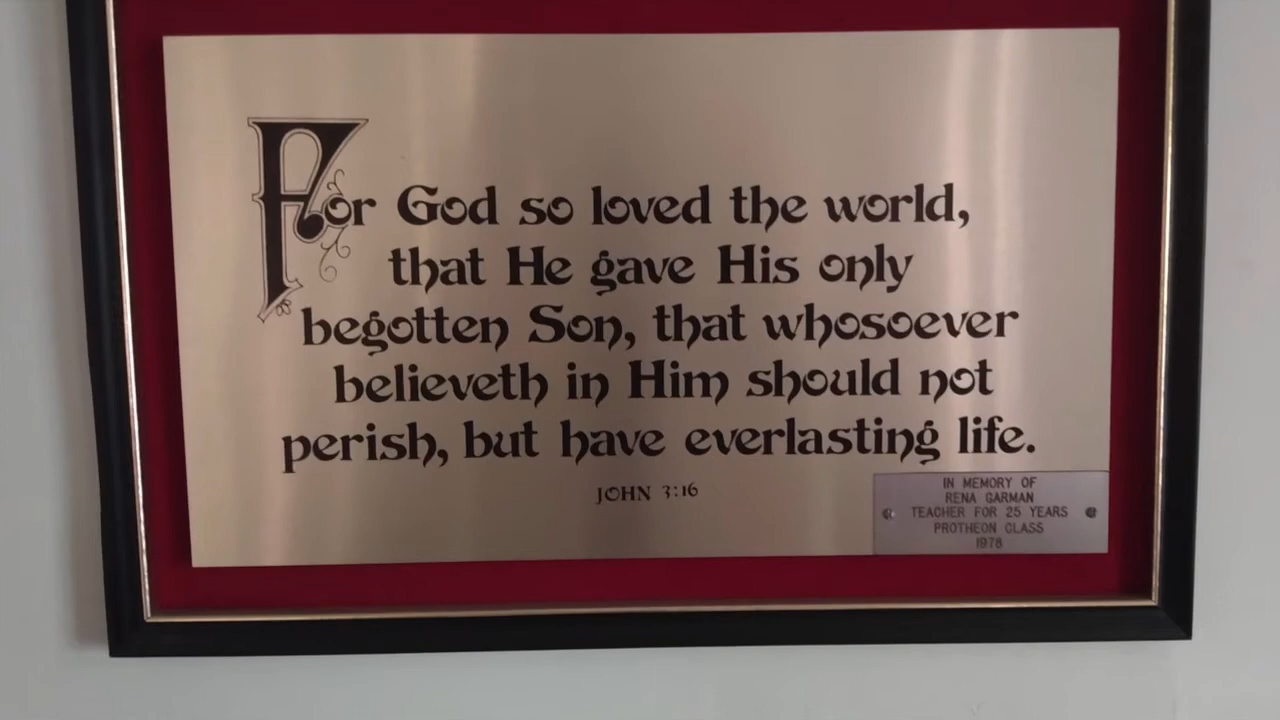 For God so loved the world,
that He gave His only
begotten Son, that whosoever
believeth in Him should not
perish, but have everlasting life.
JOHN 3:16
IN MEMORY OF
RENA GARMAN
TEACHER FOR 25 YEARS
PROTHEON CLASS
1978